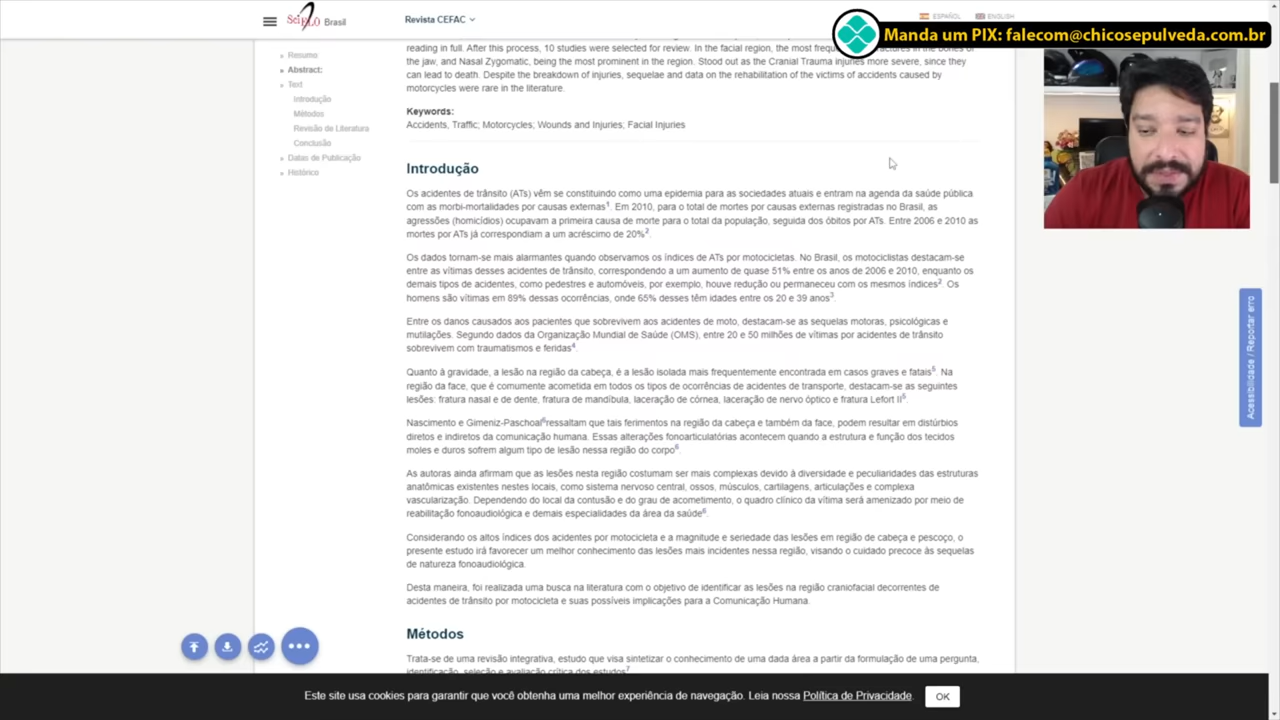 SciELO Brasil
Revista CEFAC
ESPAÑOL
ENGLISH
Manda um PIX: falecom@chicosepulveda.com.br
reading in full. After this process, 10 studies were selected for review. In the facial region, the most
the jaw, and Nasal Zygomatic, being the most prominent in the region. Stood out as the Cranial Trauma injuries more severe, since they
can lead to death. Despite the breakdown of injuries, sequelae and data on the rehabilitation of the victims of accidents caused by
motorcycles were rare in the literature.
Keywords:
Accidents, Traffic; Motorcycles; Wounds and Injuries; Facial Injuries
Resumo
Abstract:
Text
Introdução
Métodos
Revisão de Literatura
Conclusão
Datas de Publicação
Histórico
Introdução
Os acidentes de trânsito (ATs) vêm se constituindo como uma epidemia para as sociedades atuais e entram na agenda da saúde pública
com as morbi-mortalidades por causas externas1. Em 2010, para o total de mortes por causas externas registradas no Brasil, as
agressões (homicídios) ocupavam a primeira causa de morte para o total da população, seguida dos óbitos por ATs. Entre 2006 e 2010 as
mortes por ATs já correspondiam a um acréscimo de 20%2.
Os dados tornam-se mais alarmantes quando observamos os índices de ATs por motocicletas. No Brasil, os motociclistas destacam-se
entre as vítimas desses acidentes de trânsito, correspondendo a um aumento de quase 51% entre os anos de 2006 e 2010, enquanto os
demais tipos de acidentes, como pedestres e automóveis, por exemplo, houve redução ou permaneceu com os mesmos índices2. Os
homens são vítimas em 89% dessas ocorrências, onde 65% desses têm idades entre os 20 e 39 anos3.
Entre os danos causados aos pacientes que sobrevivem aos acidentes de moto, destacam-se as sequelas motoras, psicológicas e
mutilações. Segundo dados da Organização Mundial de Saúde (OMS), entre 20 e 50 milhões de vítimas por acidentes de trânsito
sobrevivem com traumatismos e feridas4.
Quanto à gravidade, a lesão na região da cabeça, é a lesão isolada mais frequentemente encontrada em casos graves e fatais5. Na
região da face, que é comumente acometida em todos os tipos de ocorrências de acidentes de transporte, destacam-se as seguintes
lesões: fratura nasal e de dente, fratura de mandíbula, laceração de córnea, laceração de nervo óptico e fratura Lefort II5.
Nascimento e Gimeniz-Paschoal6ressaltam que tais ferimentos na região da cabeça e também da face, podem resultar em distúrbios
diretos e indiretos da comunicação humana. Essas alterações fonoarticulatórias acontecem quando a estrutura e função dos tecidos
moles e duros sofrem algum tipo de lesão nessa região do corpo6.
As autoras ainda afirmam que as lesões nesta região costumam ser mais complexas devido à diversidade e peculiaridades das estruturas
anatômicas existentes nestes locais, como sistema nervoso central, ossos, músculos, cartilagens, articulações e complexa
vascularização. Dependendo do local da contusão e do grau de acometimento, o quadro clínico da vítima será amenizado por meio de
reabilitação fonoaudiológica e demais especialidades da área da saúde6.
Considerando os altos índices dos acidentes por motocicleta e a magnitude e seriedade das lesões em região de cabeça e pescoço, o
presente estudo irá favorecer um melhor conhecimento das lesões mais incidentes nessa região, visando o cuidado precoce às sequelas
de natureza fonoaudiológica.
Desta maneira, foi realizada uma busca na literatura com o objetivo de identificar as lesões na região craniofacial decorrentes de
acidentes de trânsito por motocicleta e suas possíveis implicações para a Comunicação Humana.
Métodos
Trata-se de uma revisão integrativa, estudo que visa sintetizar o conhecimento de uma dada área a partir da formulação de uma pergunta,
identificação, seleção e avaliação crítica dos estudos7
Acessibilidade / Reportar erro
Este site usa cookies para garantir que você obtenha uma melhor experiência de navegação. Leia nossa Política de Privacidade.
OK